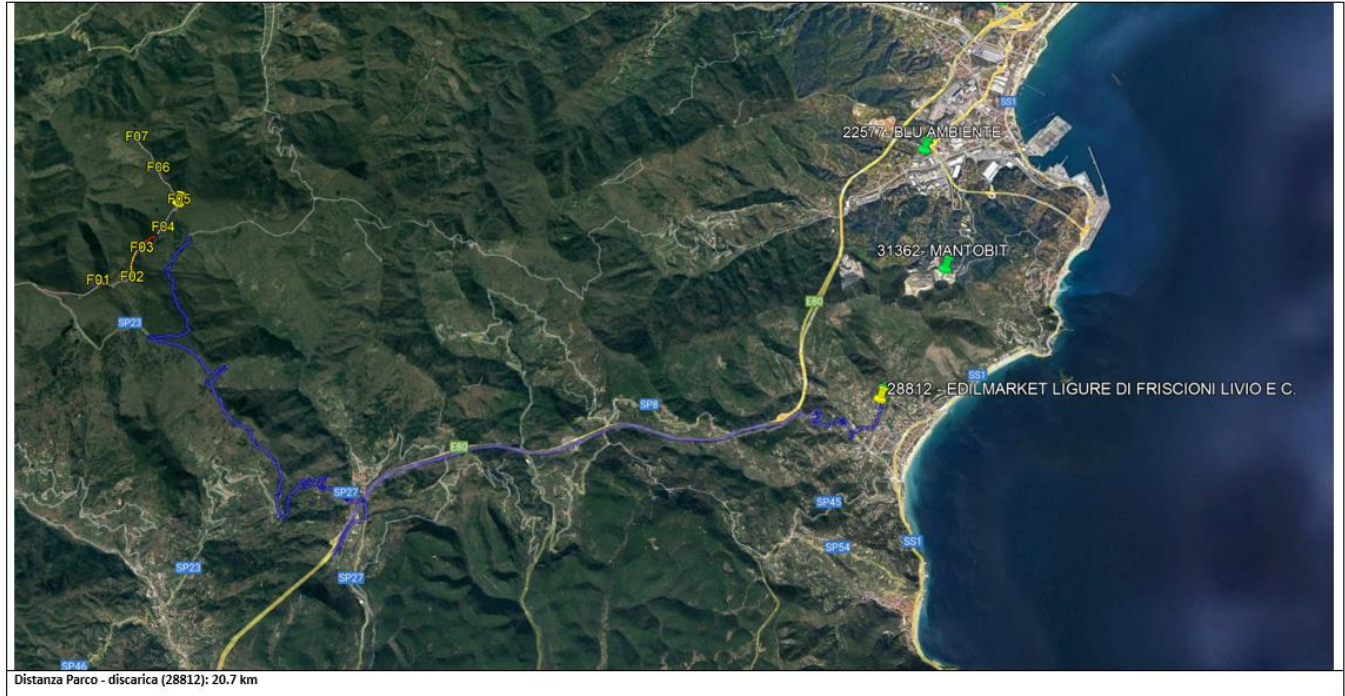 SS1
22577- BLU AMBIENTE
F07
F06
F05
F04
F03
F02
F01
31362- MANTOBIT
E80
SP23
SS1
28812 - EDILMARKET LIGURE DI FRISCIONI LIVIO E C.
SP8
E80
SP27
SP45
SS1
SP54
SP23
SP27
SP46
Distanza Parco - discarica (28812): 20.7 km